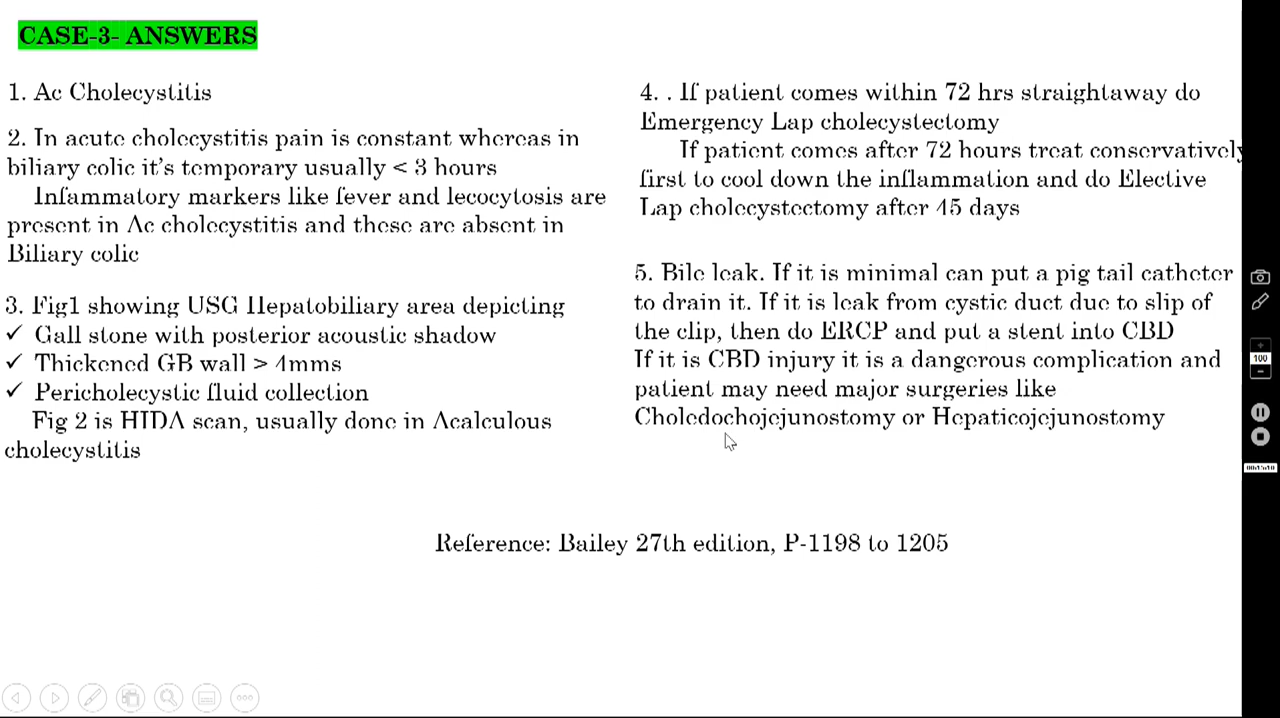 CASE-3- ANSWERS
1. Ac Cholecystitis
2. In acute cholecystitis pain is constant whereas in
biliary colic it's temporary usually < 3 hours
Infammatory markers like fever and lecocytosis are
present in Ac cholecystitis and these are absent in
Biliary colic
3. Fig1 showing USG Hepatobiliary area depicting
✓ Gall stone with posterior acoustic shadow
✓ Thickened GB wall > 4mms
✓ Pericholecystic fluid collection
Fig 2 is HIDA scan, usually done in Acalculous
cholecystitis
4. . If patient comes within 72 hrs straightaway do
Emergency Lap cholecystectomy
If patient comes after 72 hours treat conservatively
first to cool down the inflammation and do Elective
Lap cholecystectomy after 45 days
5. Bile leak. If it is minimal can put a pig tail catheter
to drain it. If it is leak from cystic duct due to slip of
the clip, then do ERCP and put a stent into CBD
If it is CBD injury it is a dangerous complication and
patient may need major surgeries like
Choledochojejunostomy or Hepaticojejunostomy
Reference: Bailey 27th edition, P-1198 to 1205
100